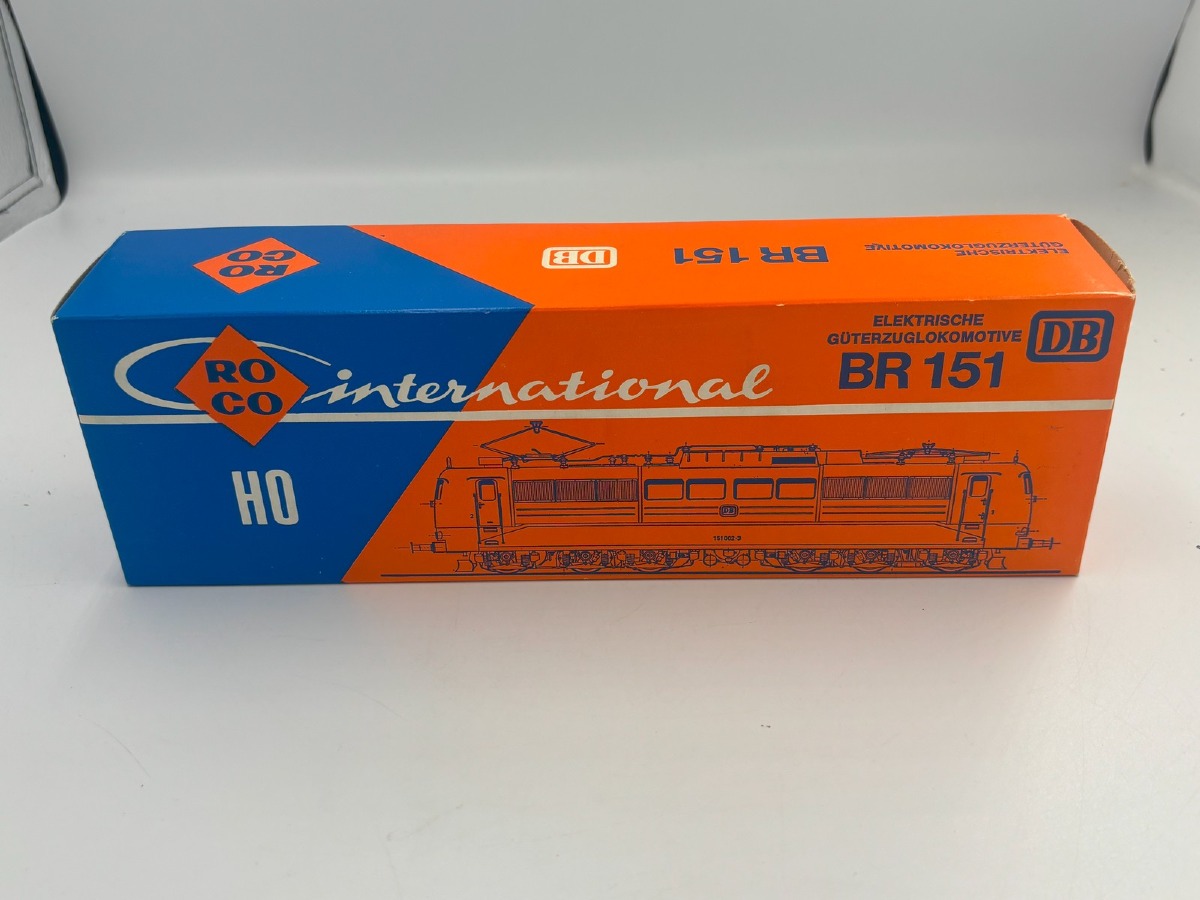 RO
CO
DB
BR 151
ELEKTRISCHE
GÜTERZUGLOKOMOTIVE
RO
CO
international
ELEKTRISCHE
GÜTERZUGLOKOMOTIVE
BR 151
DB
HO
DB
151 002-3